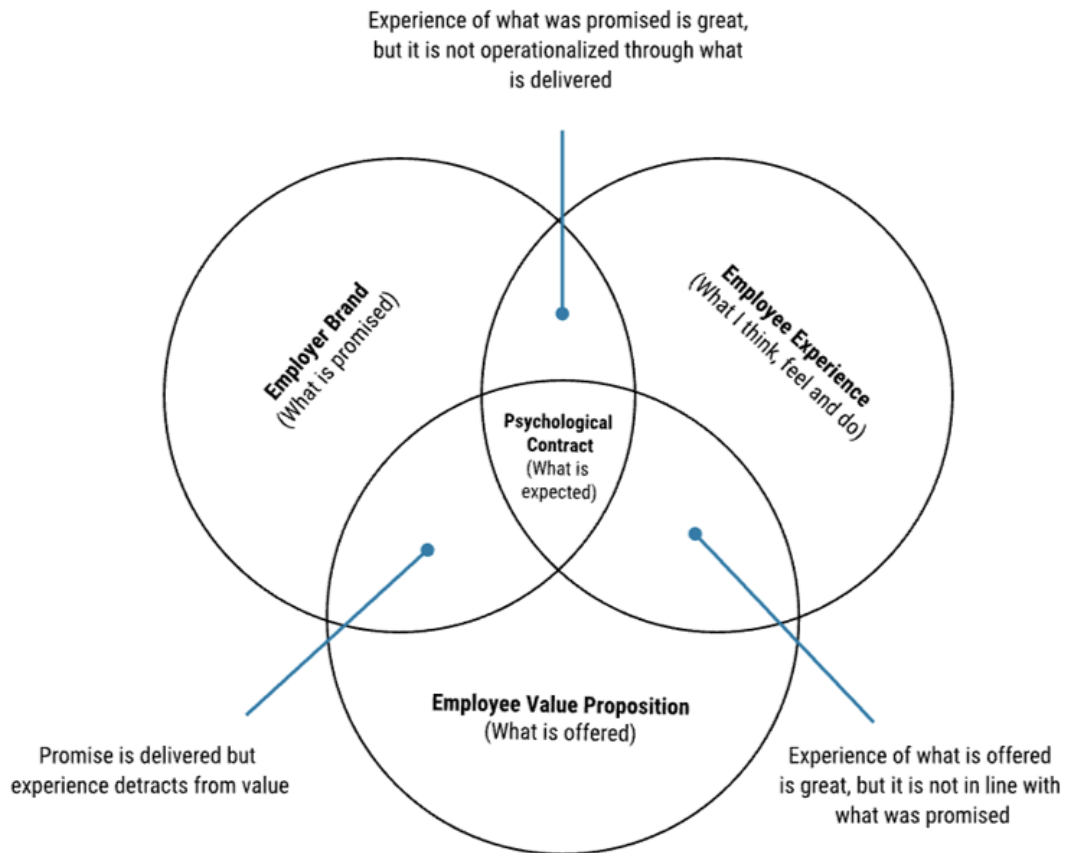 Experience of what was promised is great,
but it is not operationalized through what
is delivered
Employer Brand
(What is promised)
Employee Experience
(What I think, feel and do)
Psychological
Contract
(What is
expected)
Employee Value Proposition
(What is offered)
Promise is delivered but
experience detracts from value
Experience of what is offered
is great, but it is not in line with
what was promised